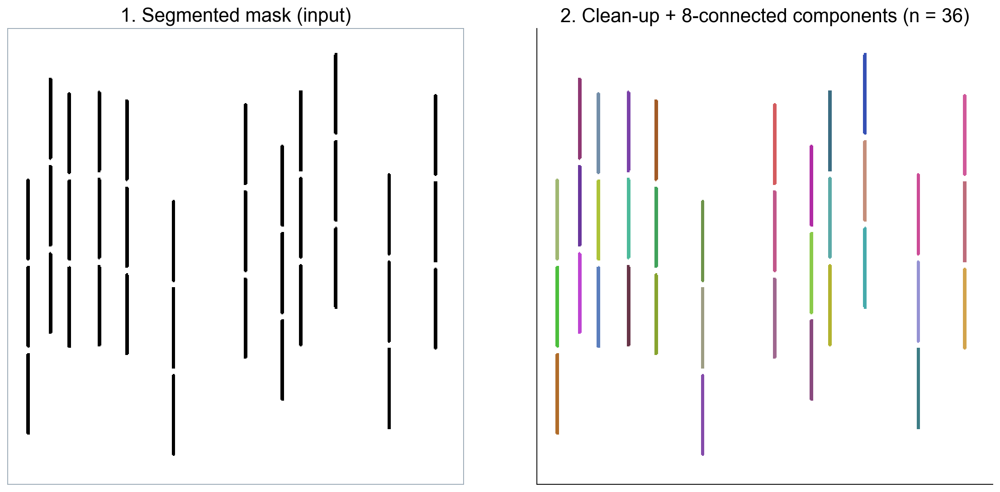 1. Segmented mask (input)
2. Clean-up + 8-connected components (n = 36)